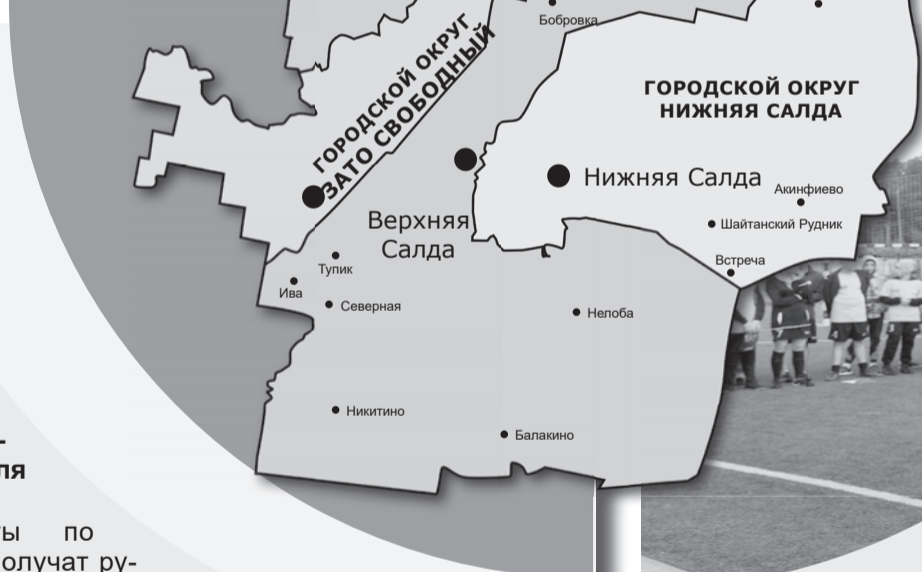 Бобровка
ГОРОДСКОЙ ОКРУГ
ЗАТО СВОБОДНЫЙ
ГОРОДСКОЙ ОКРУГ
НИЖНЯЯ САЛДА
Нижняя Салда
Акинфиево
Шайтанский Рудник
Верхняя
Салда
Встреча
Тупик
Ива
Северная
Нелоба
Никитино
Балакино
ля
ты по
олучат ру-